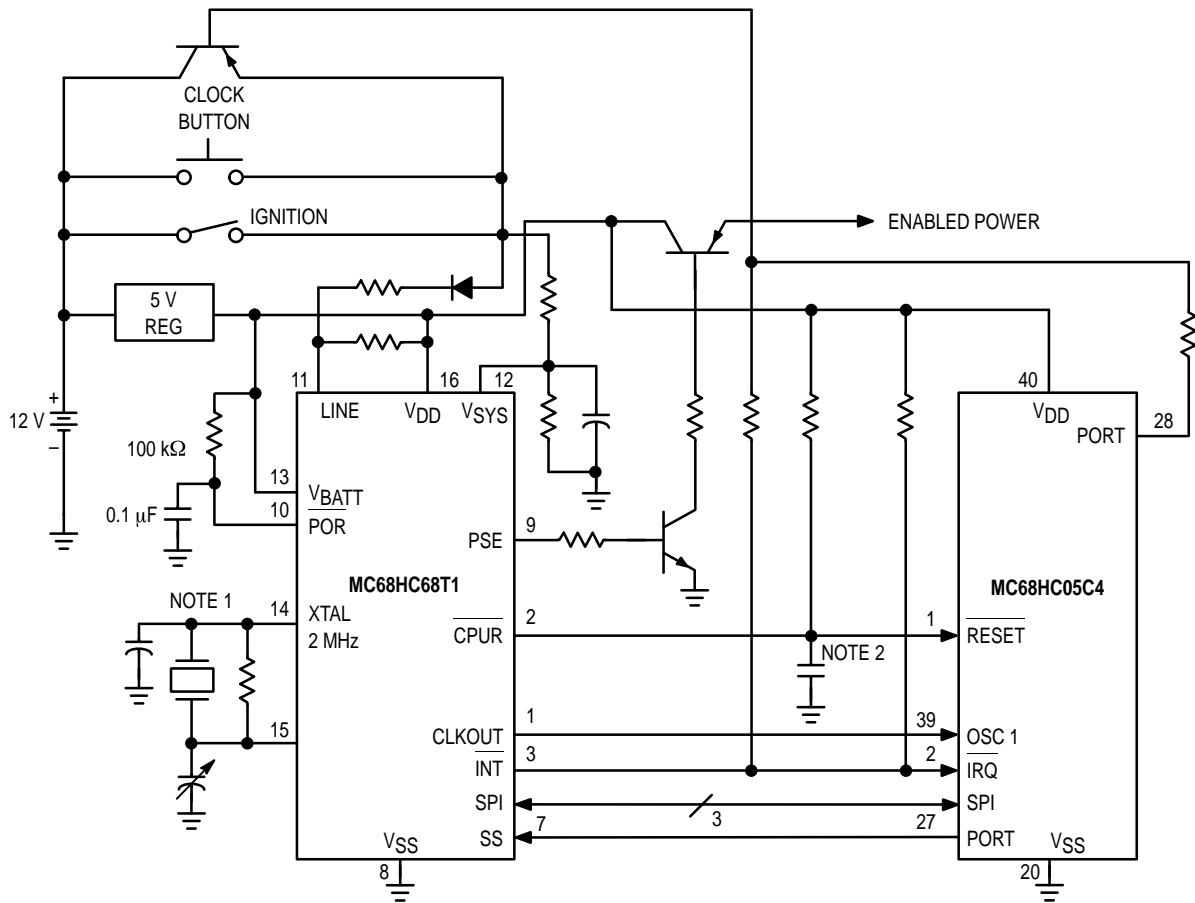 CLOCK
BUTTON
IGNITION
ENABLED POWER
5 V
REG
11
16
12
40
LINE
VDD
VSYS
VDD
PORT
28
+
12 V
–
100 kΩ
13
VBATT
0.1 µF
10
POR
PSE
9
MC68HC68T1
MC68HC05C4
NOTE 1
14
XTAL
2 MHz
CPUR
2
1
RESET
NOTE 2
15
CLKOUT
1
39
OSC 1
INT
3
2
IRQ
SPI
3
SPI
SS
7
27
PORT
VSS
8
VSS
20